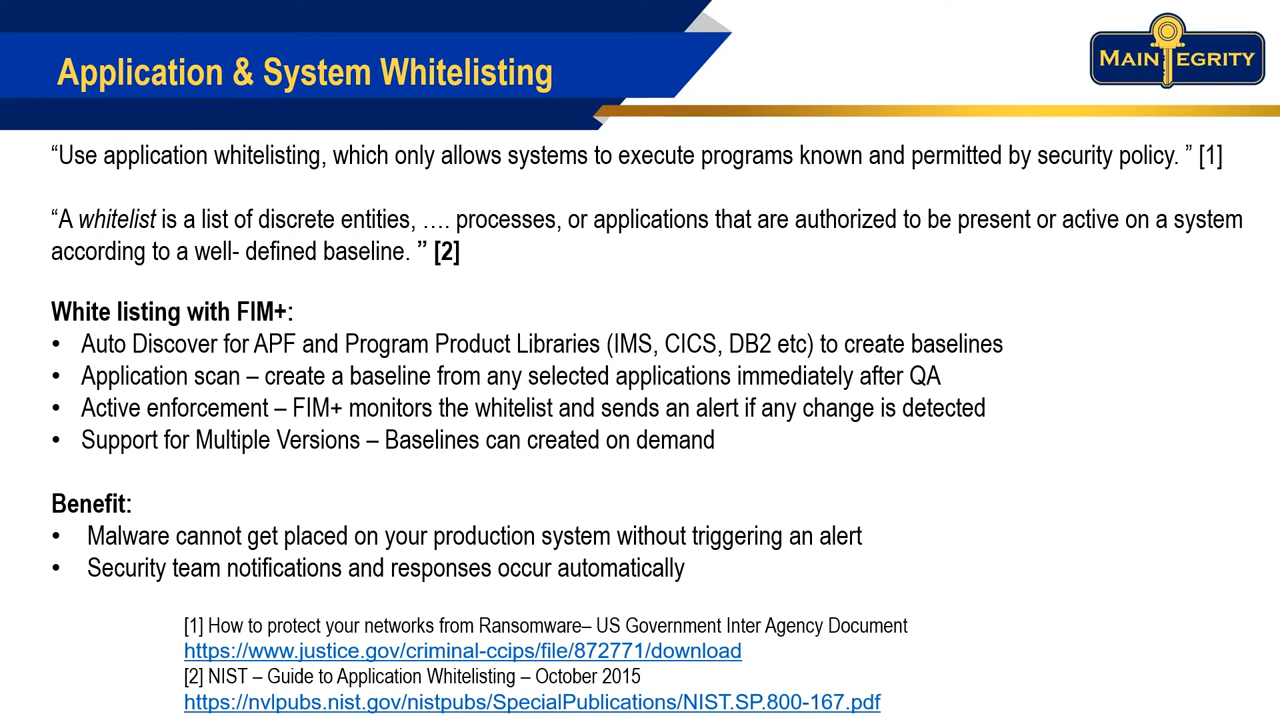 Application & System Whitelisting
MAIN EGRITY
“Use application whitelisting, which only allows systems to execute programs known and permitted by security policy. ” [1]
“A whitelist is a list of discrete entities, …. processes, or applications that are authorized to be present or active on a system
according to a well- defined baseline. ” [2]
White listing with FIM+:
• Auto Discover for APF and Program Product Libraries (IMS, CICS, DB2 etc) to create baselines
• Application scan – create a baseline from any selected applications immediately after QA
• Active enforcement – FIM+ monitors the whitelist and sends an alert if any change is detected
• Support for Multiple Versions – Baselines can created on demand
Benefit:
• Malware cannot get placed on your production system without triggering an alert
• Security team notifications and responses occur automatically
[1] How to protect your networks from Ransomware– US Government Inter Agency Document
https://www.justice.gov/criminal-ccips/file/872771/download
[2] NIST – Guide to Application Whitelisting – October 2015
https://nvlpubs.nist.gov/nistpubs/SpecialPublications/NIST.SP.800-167.pdf